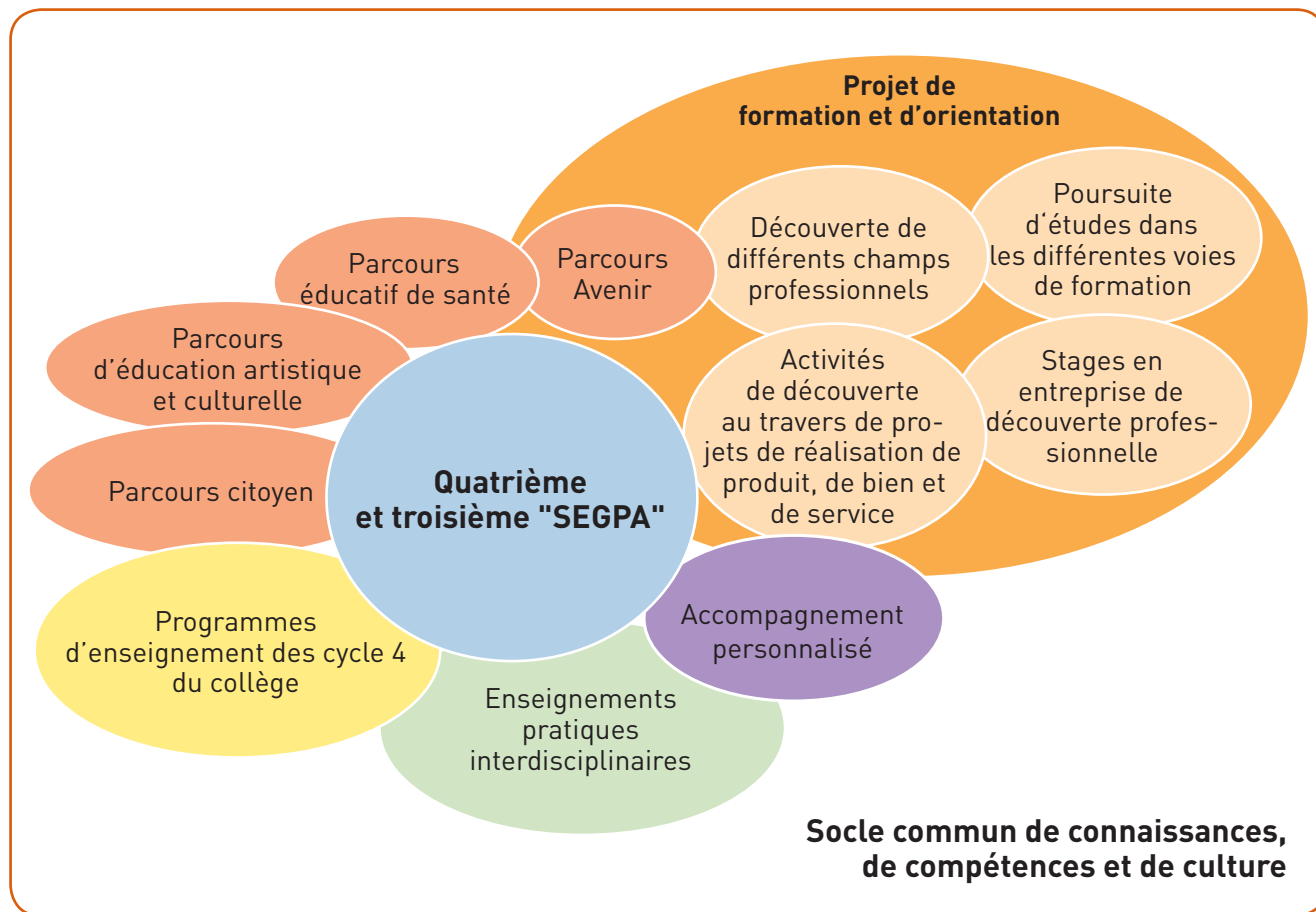 Projet de
formation et d'orientation
Poursuite
d‘études dans
les différentes voies
de formation
Découverte de
différents champs
professionnels
Parcours
Avenir
Parcours
éducatif de santé
Parcours
d'éducation artistique
et culturelle
Activités
de découverte
au travers de pro-
jets de réalisation de
produit, de bien et
de service
Stages en
entreprise de
découverte profes-
sionnelle
Parcours citoyen
Quatrième
et troisième "SEGPA"
Programmes
d'enseignement des cycle 4
du collège
Accompagnement
personnalisé
Enseignements
pratiques
interdisciplinaires
Socle commun de connaissances,
de compétences et de culture